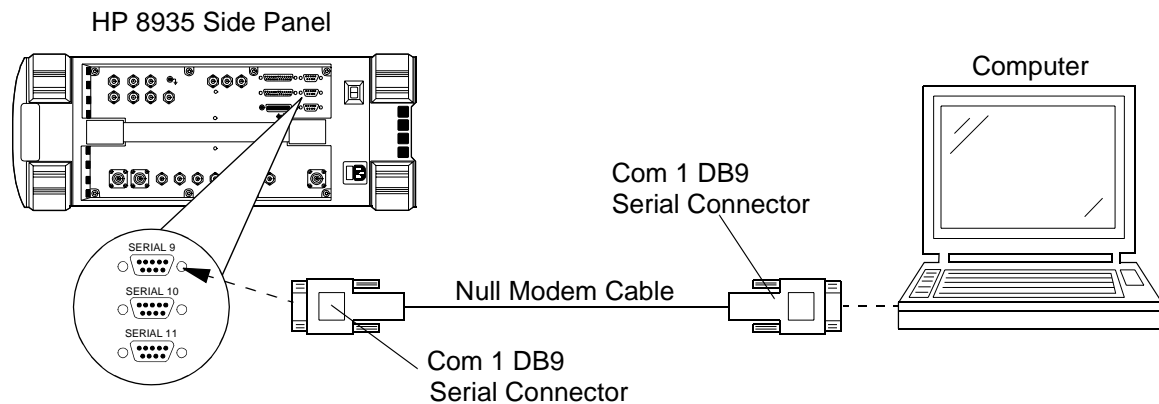 HP 8935 Side Panel
Computer
Com 1 DB9
Serial Connector
SERIAL 9
SERIAL 10
SERIAL 11
Null Modem Cable
Com 1 DB9
Serial Connector